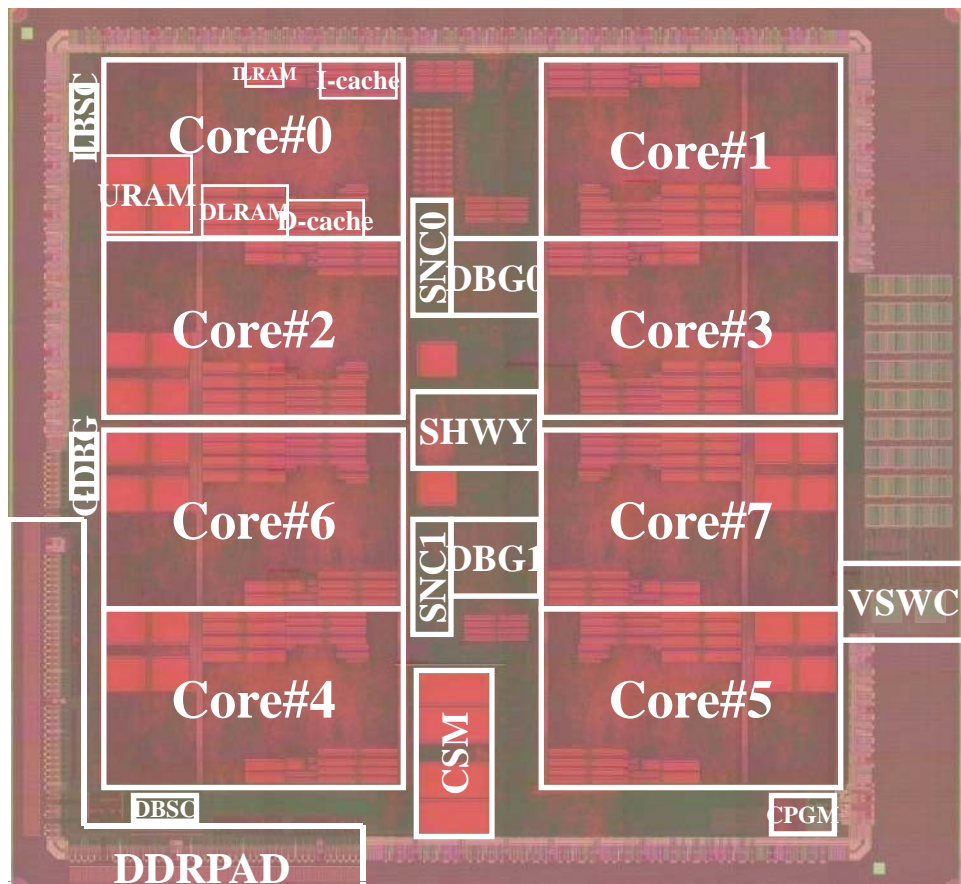 ILRAM
I-cache
LBSC
Core#0
Core#1
URAM
DLRAM
D-cache
SNC0
DBG0
Core#2
Core#3
SHWY
GDBG
Core#6
Core#7
SNC1
DBG1
VSWC
Core#4
Core#5
CSM
DBSC
CPGM
DDRPAD